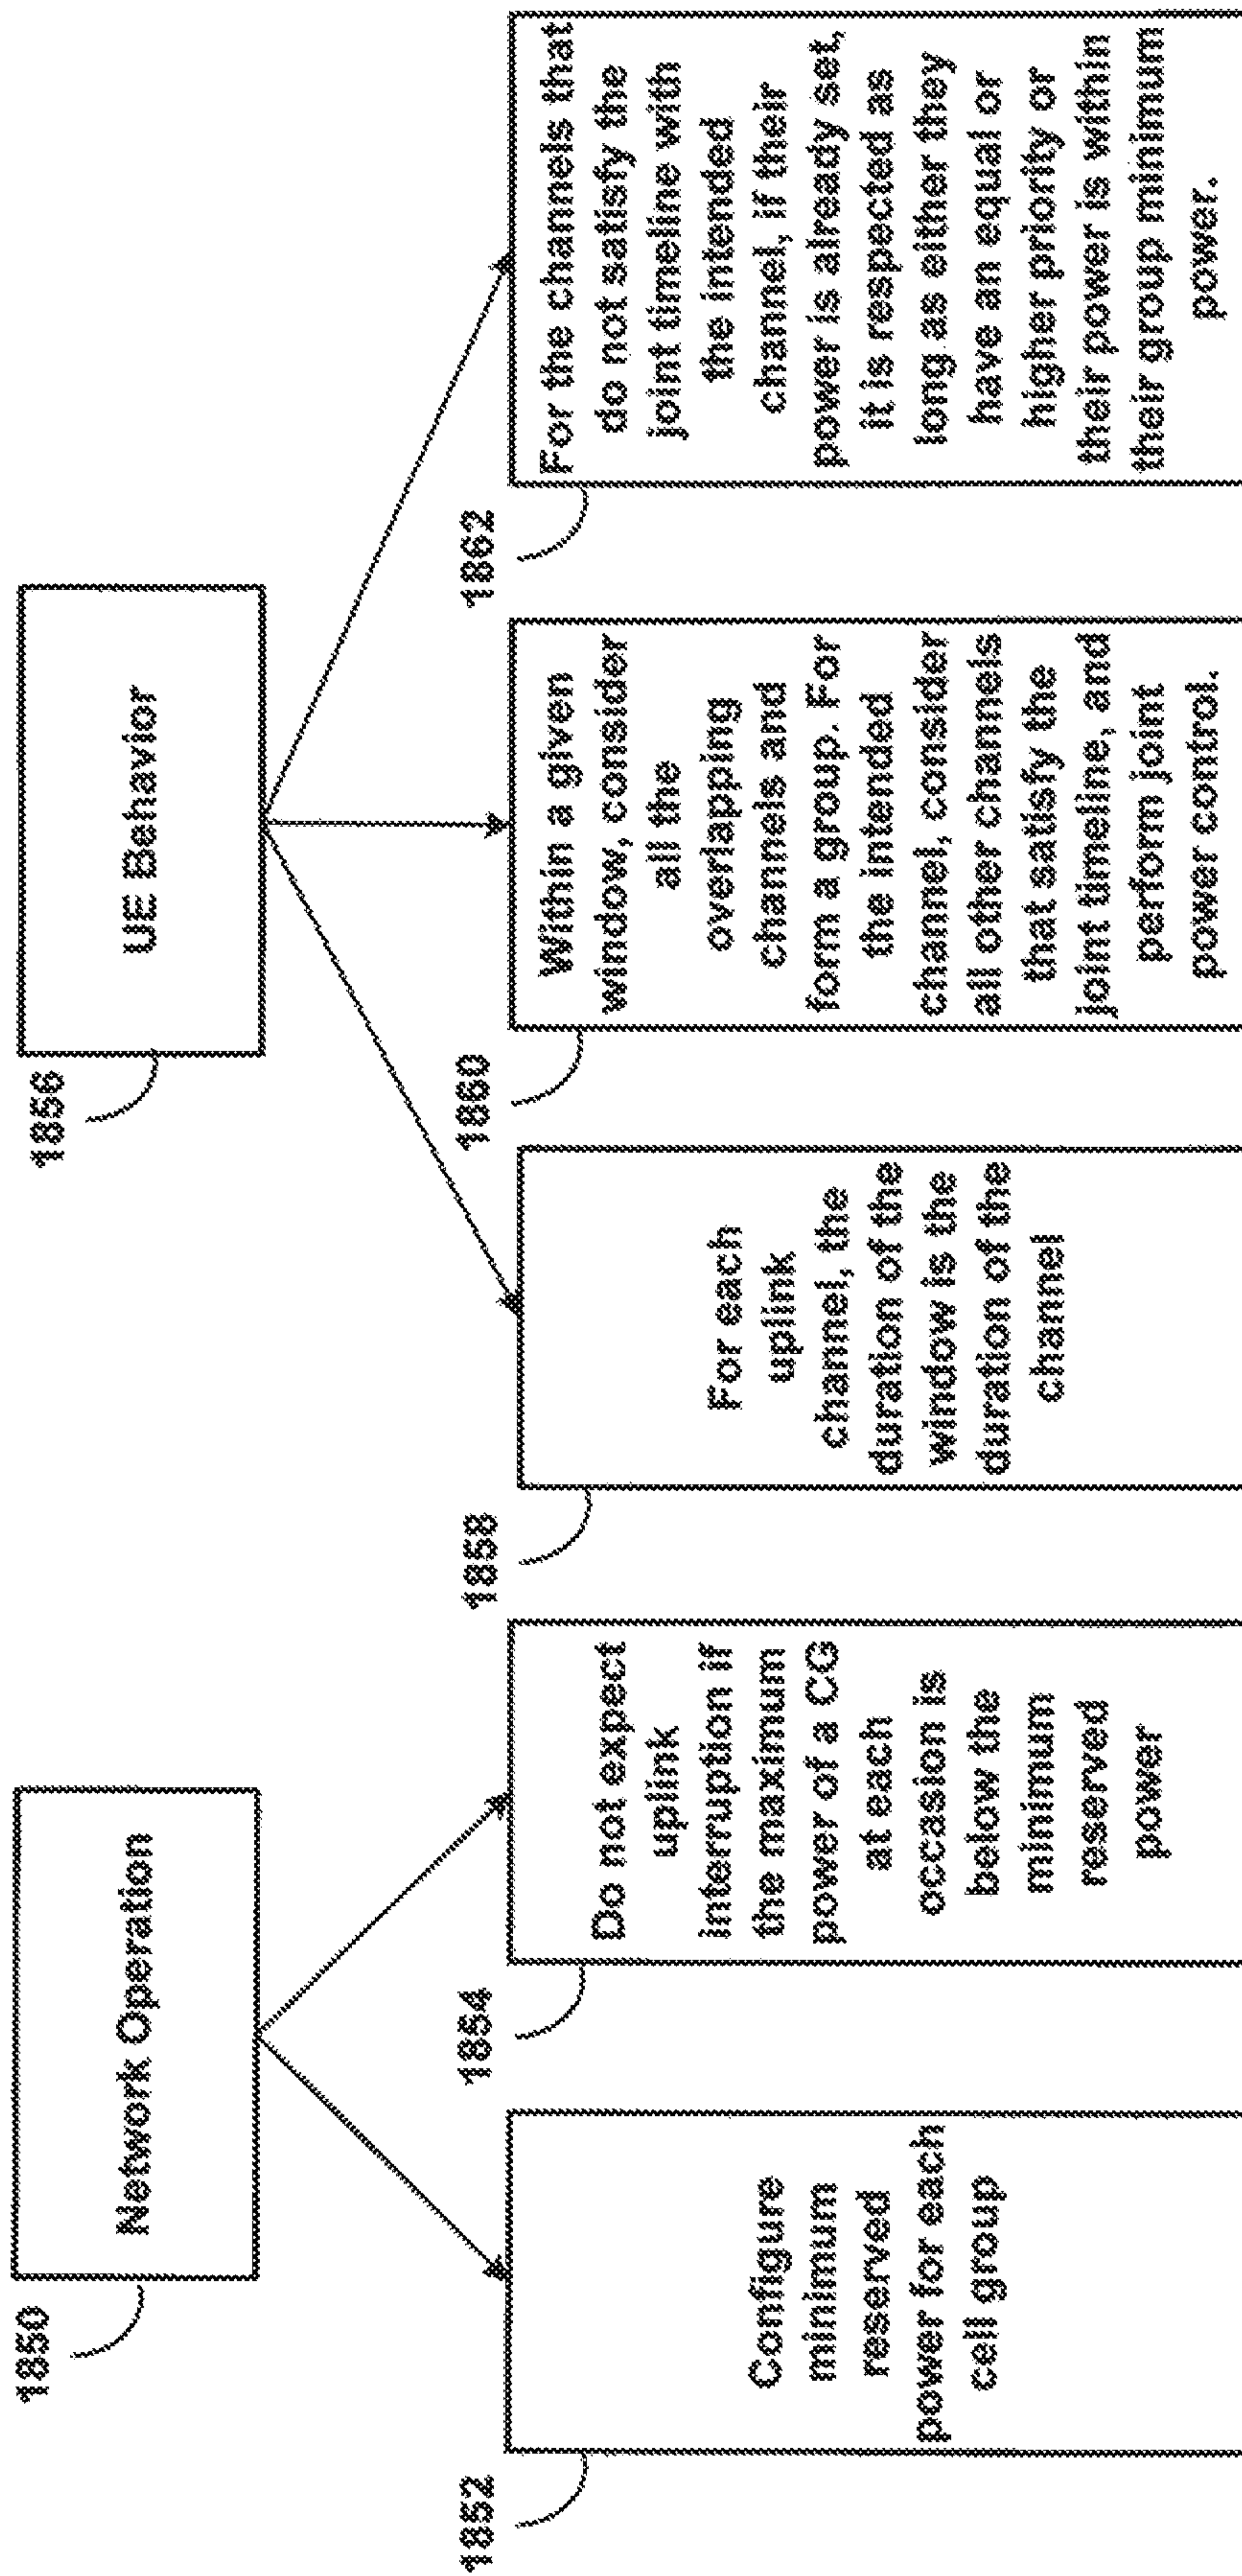 1850
Network Operation
1852
Configure
minimum
reserved
power for each
cell group
1854
Do not expect
uplink
interruption if
the maximum
power of a CG
at each
occasion is
below the
minimum
reserved
power
1856
UE Behavior
1858
For each
uplink
channel, the
duration of the
window is the
duration of the
channel
1860
Within a given
window, consider
all the
overlapping
channels and
form a group. For
the intended
channel, consider
all other channels
that satisfy the
joint timeline, and
perform joint
power control.
1862
For the channels that
do not satisfy the
joint timeline with
the intended
channel, if their
power is already set,
it is respected as
long as either they
have an equal or
higher priority or
their power is within
their group minimum
power.